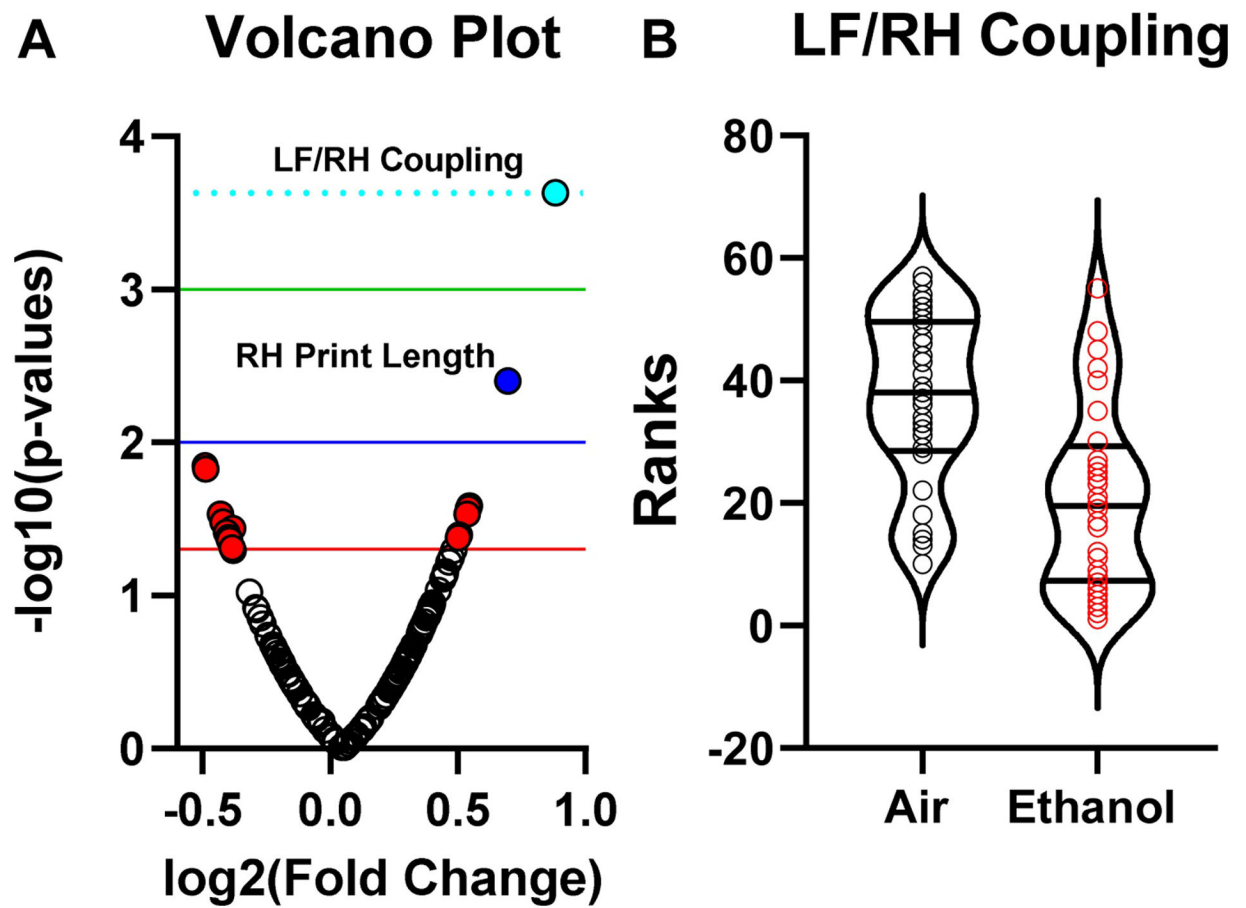 A Volcano Plot
4
3
2
1
0
-log10(p-values)
LF/RH Coupling
RH Print Length
-0.5 0.0 0.5 1.0
log2(Fold Change)
B LF/RH Coupling
80
60
40
20
0
-20
Ranks
Air Ethanol